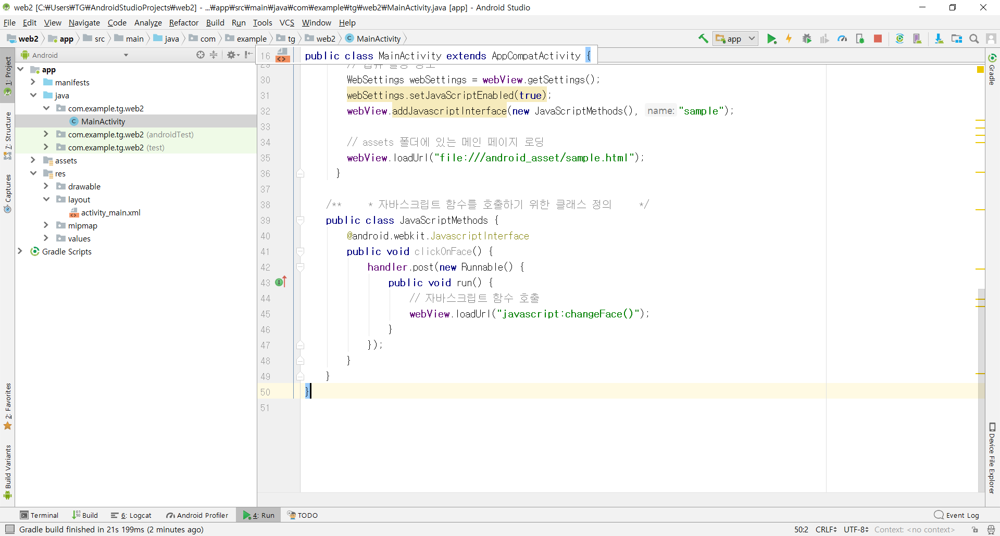 web2 [C:₩Users₩TG₩AndroidStudioProjects₩web2] - ...₩app₩src₩main₩java₩com₩example₩tg₩web2₩MainActivity.java [app] - Android Studio
File Edit View Navigate Code Analyze Refactor Build Run Tools VCS Window Help
web2 app src main java com example tg web2 MainActivity app
Android
1: Project
7: Structure
Captures
2: Favorites
Build Variants
app
manifests
java
com.example.tg.web2
MainActivity
com.example.tg.web2 (androidTest)
com.example.tg.web2 (test)
assets
res
drawable
layout
activity_main.xml
mipmap
values
Gradle Scripts
16 public class MainActivity extends AppCompatActivity {
30 WebSettings webSettings = webView.getSettings();
31 webSettings.setJavaScriptEnabled(true);
32 webView.addJavascriptInterface(new JavaScriptMethods(), name: "sample");
33
34 // assets 폴더에 있는 메인 페이지 로딩
35 webView.loadUrl("file:///android_asset/sample.html");
36 }
37
38 /** * 자바스크립트 함수를 호출하기 위한 클래스 정의 */
39 public class JavaScriptMethods {
40 @android.webkit.JavascriptInterface
41 public void clickOnFace() {
42 handler.post(new Runnable() {
43 public void run() {
44 // 자바스크립트 함수 호출
45 webView.loadUrl("javascript:changeFace()");
46 }
47 });
48 }
49 }
50 }
51
Gradle
Device File Explorer
Terminal Build 6: Logcat Android Profiler 4: Run TODO Event Log
Gradle build finished in 21s 199ms (2 minutes ago) 50:2 CRLF UTF-8 Context: <no context>